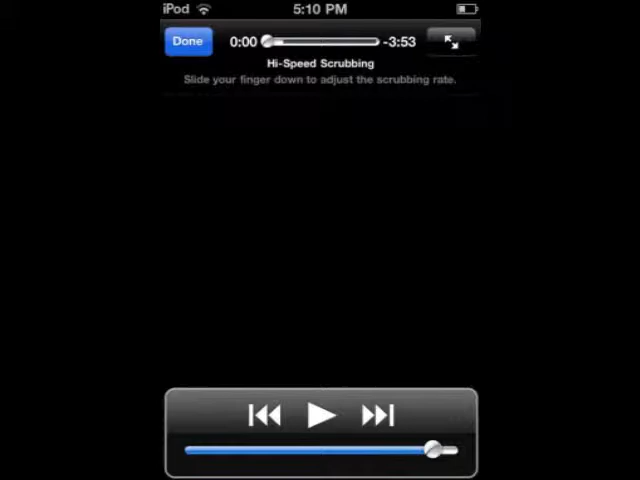 iPod 5:10 PM
Done 0:00 -3:53
Hi-Speed Scrubbing
Slide your finger down to adjust the scrubbing rate.